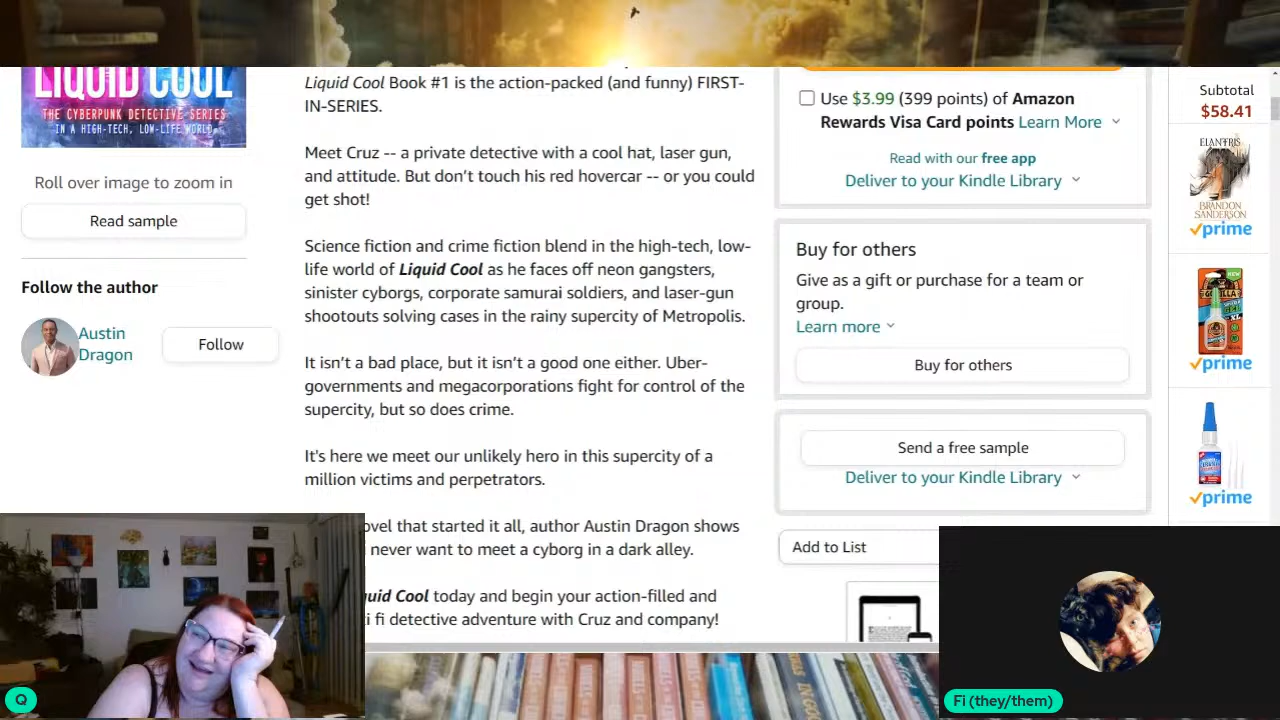 LIQUID COOL
THE CYBERPUNK DETECTIVE SERIES
IN A HIGH-TECH, LOW-LIFE WORLD
Roll over image to zoom in
Read sample
Follow the author
Austin
Dragon
Follow
Liquid Cool Book #1 is the action-packed (and funny) FIRST-
IN-SERIES.
Meet Cruz -- a private detective with a cool hat, laser gun,
and attitude. But don't touch his red hovercar -- or you could
get shot!
Science fiction and crime fiction blend in the high-tech, low-
life world of Liquid Cool as he faces off neon gangsters,
sinister cyborgs, corporate samurai soldiers, and laser-gun
shootouts solving cases in the rainy supercity of Metropolis.
It isn't a bad place, but it isn't a good one either. Uber-
governments and megacorporations fight for control of the
supercity, but so does crime.
It's here we meet our unlikely hero in this supercity of a
million victims and perpetrators.
ovel that started it all, author Austin Dragon shows
never want to meet a cyborg in a dark alley.
quid Cool today and begin your action-filled and
i fi detective adventure with Cruz and company!
Use $3.99 (399 points) of Amazon
Rewards Visa Card points Learn More
Read with our free app
Deliver to your Kindle Library
Buy for others
Give as a gift or purchase for a team or
group.
Learn more
Buy for others
Send a free sample
Deliver to your Kindle Library
Add to List
Subtotal
$58.41
ELANTRIS
BRANDON
SANDERSON
prime
prime
prime
Q
Fi (they/them)